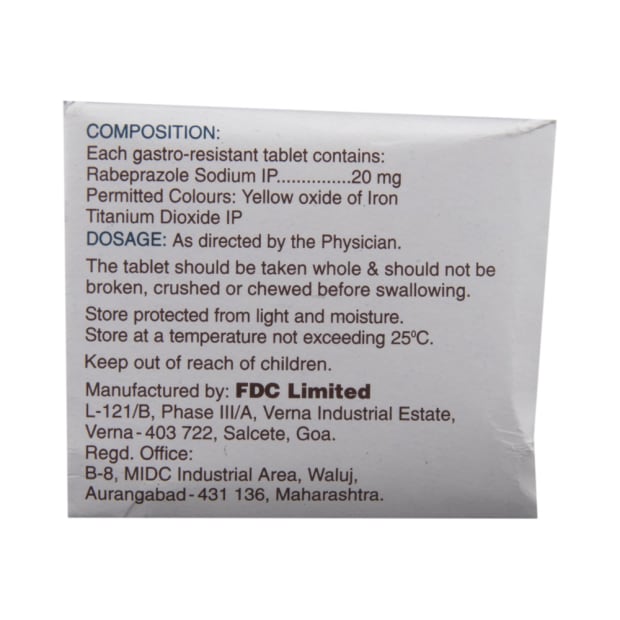 COMPOSITION:
Each gastro-resistant tablet contains:
Rabeprazole Sodium IP...............20 mg
Permitted Colours: Yellow oxide of Iron
Titanium Dioxide IP
DOSAGE: As directed by the Physician.
The tablet should be taken whole & should not be
broken, crushed or chewed before swallowing.
Store protected from light and moisture.
Store at a temperature not exceeding 25ºC.
Keep out of reach of children.
Manufactured by: FDC Limited
L-121/B, Phase III/A, Verna Industrial Estate,
Verna - 403 722, Salcete, Goa.
Regd. Office:
B-8, MIDC Industrial Area, Waluj,
Aurangabad - 431 136, Maharashtra.